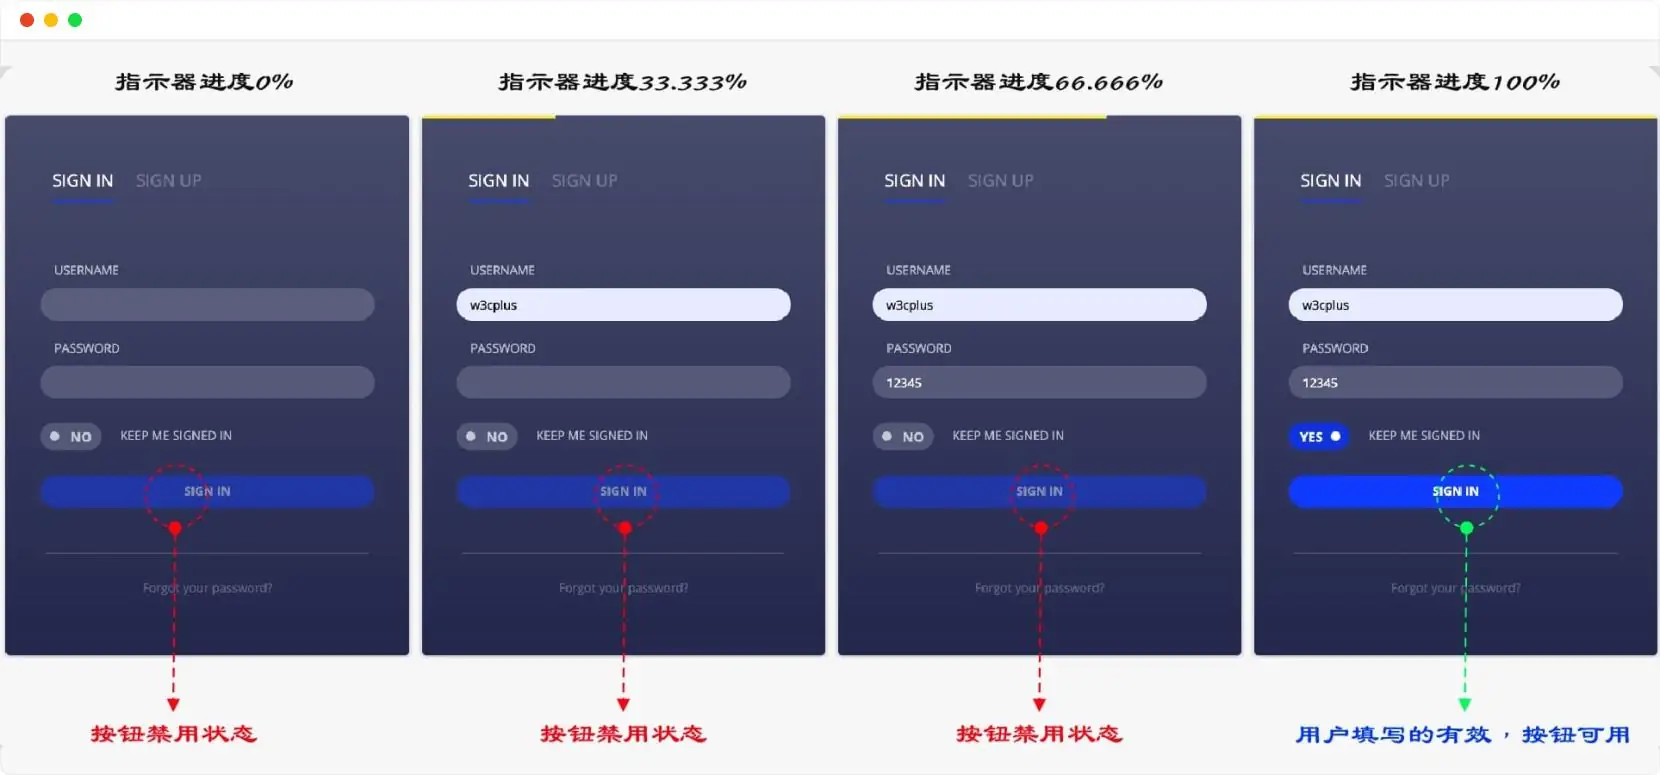 指示器进度0%
指示器进度33.333%
指示器进度66.666%
指示器进度100%
SIGN IN SIGN UP
USERNAME
PASSWORD
NO KEEP ME SIGNED IN
SIGN IN
Forgot your password?
按钮禁用状态
SIGN IN SIGN UP
USERNAME
w3cplus
PASSWORD
NO KEEP ME SIGNED IN
SIGN IN
Forgot your password?
按钮禁用状态
SIGN IN SIGN UP
USERNAME
w3cplus
PASSWORD
12345
NO KEEP ME SIGNED IN
SIGN IN
Forgot your password?
按钮禁用状态
SIGN IN SIGN UP
USERNAME
w3cplus
PASSWORD
12345
YES KEEP ME SIGNED IN
SIGN IN
Forgot your password?
用户填写的有效，按钮可用